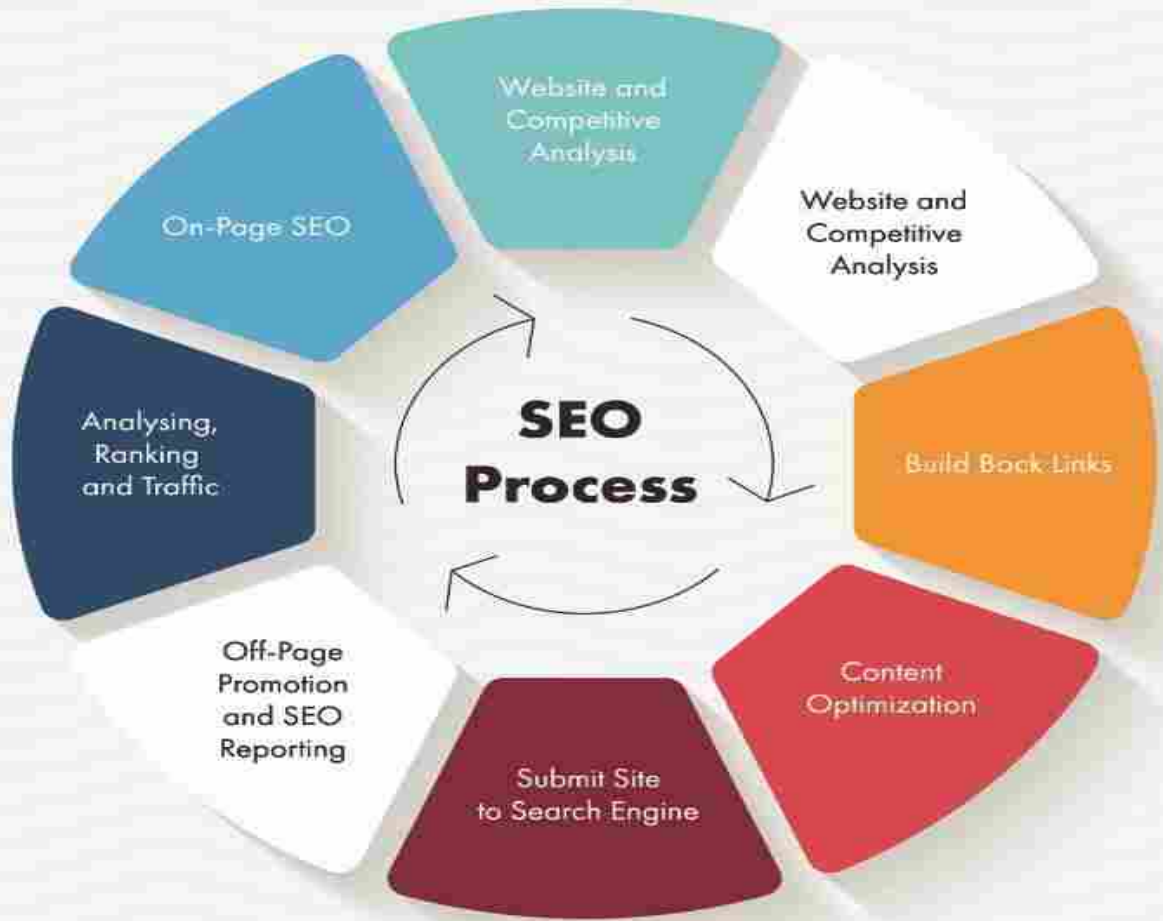 Website and
Competitive
Analysis
Website and
Competitive
Analysis
Build Bock Links
Content
Optimization
Submit Site
to Search Engine
Off-Page
Promotion
and SEO
Reporting
Analysing,
Ranking
and Traffic
On-Page SEO
SEO
Process